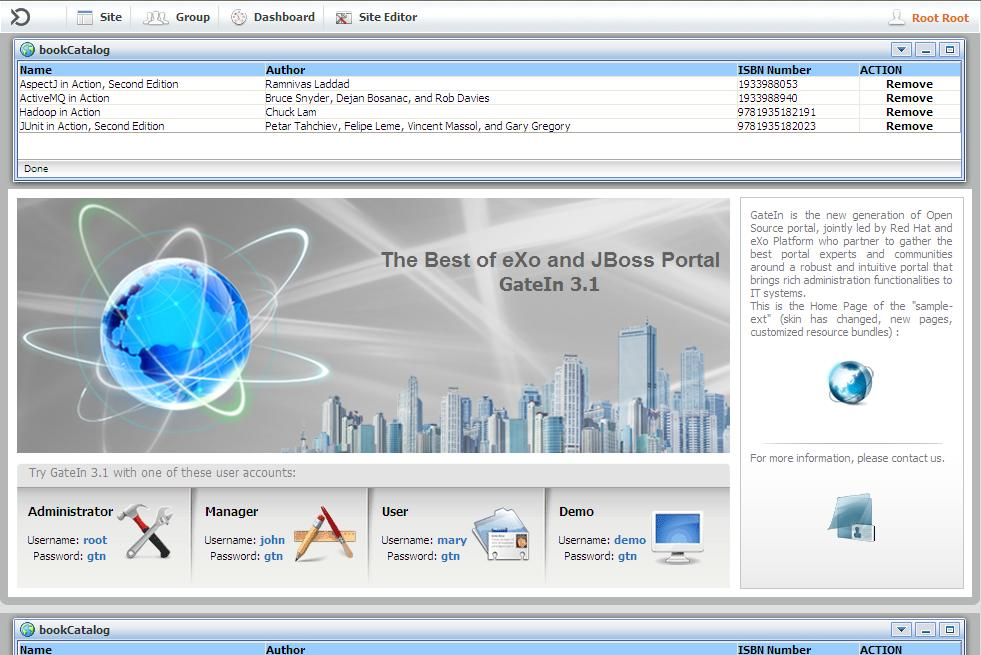 Site Group Dashboard Site Editor Root Root
bookCatalog
Name Author ISBN Number ACTION
AspectJ in Action, Second Edition Ramnivas Laddad 1933988053 Remove
ActiveMQ in Action Bruce Snyder, Dejan Bosanac, and Rob Davies 1933988940 Remove
Hadoop in Action Chuck Lam 9781935182191 Remove
JUnit in Action, Second Edition Petar Tahchiev, Felipe Leme, Vincent Massol, and Gary Gregory 9781935182023 Remove
Done
The Best of eXo and JBoss Portal
GateIn 3.1
GateIn is the new generation of Open
Source portal, jointly led by Red Hat and
eXo Platform who partner to gather the
best portal experts and communities
around a robust and intuitive portal that
brings rich administration functionalities to
IT systems.
This is the Home Page of the "sample-
ext" (skin has changed, new pages,
customized resource bundles) :
For more information, please contact us.
Try GateIn 3.1 with one of these user accounts:
Administrator
Username: root
Password: gtn
Manager
Username: john
Password: gtn
User
Username: mary
Password: gtn
Demo
Username: demo
Password: gtn
bookCatalog
Name Author ISBN Number ACTION